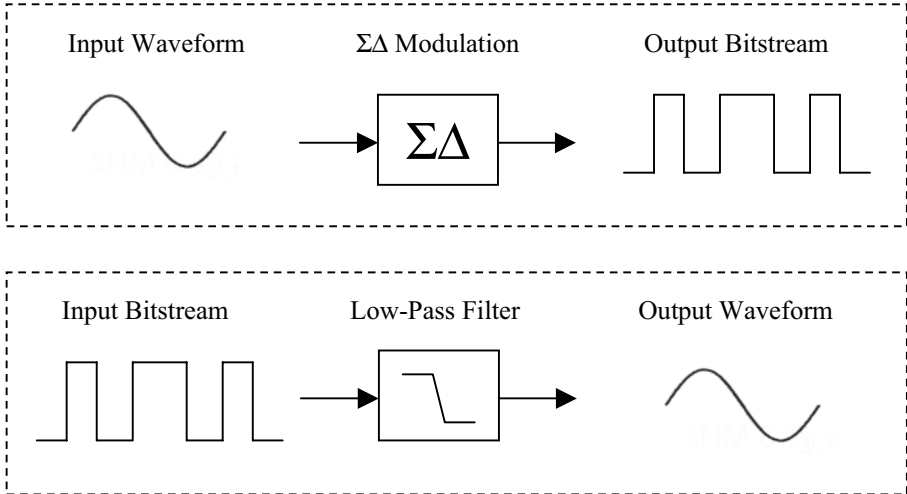 Input Waveform ΣΔ Modulation Output Bitstream
ΣΔ
Input Bitstream Low-Pass Filter Output Waveform